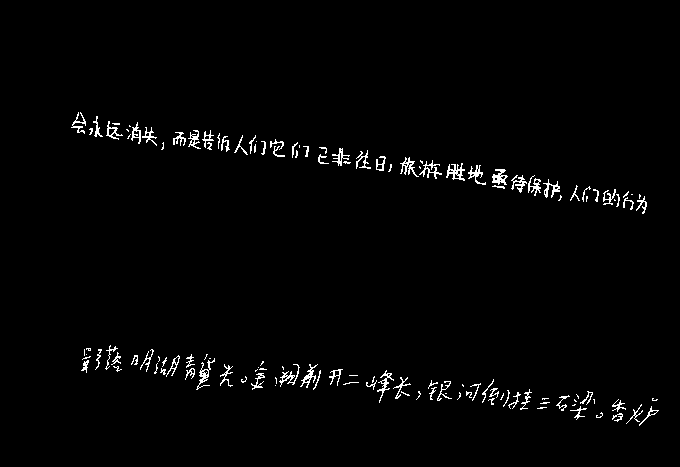 会永远消失，而是告诉人们它们已非往日，旅游胜地亟待保护，人们的行为
影落明湖青黛光。金阙前开二峰长，银河倒挂三石梁。香炉